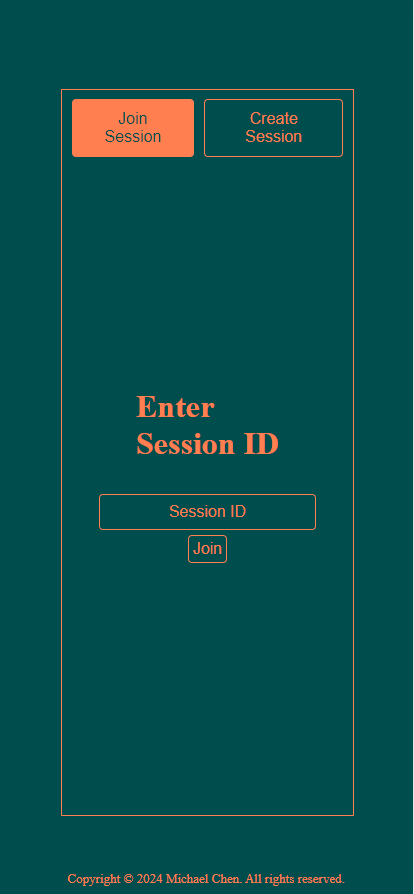 Join
Session
Create
Session
Enter
Session ID
Session ID
Join
Copyright © 2024 Michael Chen. All rights reserved.